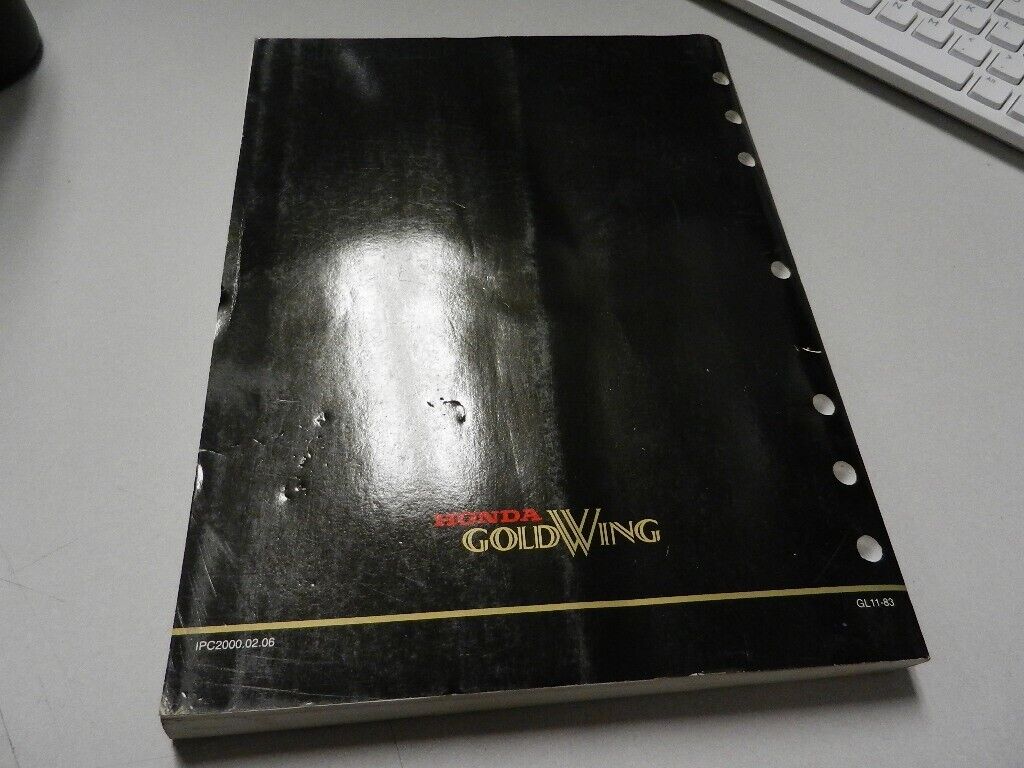 HONDA
GOLDWING
IPC2000.02.06
GL11-83